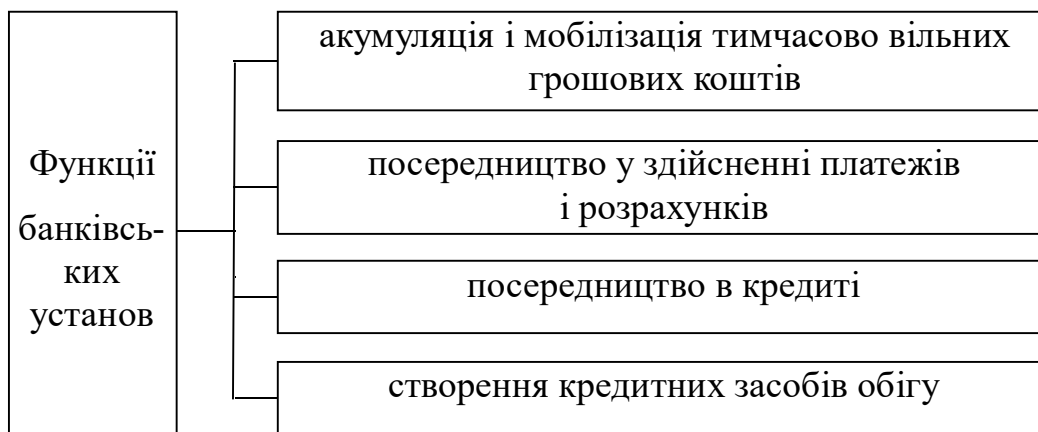 Функції
банківсь-
ких
установ
акумуляція і мобілізація тимчасово вільних
грошових коштів
посередництво у здійсненні платежів
і розрахунків
посередництво в кредиті
створення кредитних засобів обігу